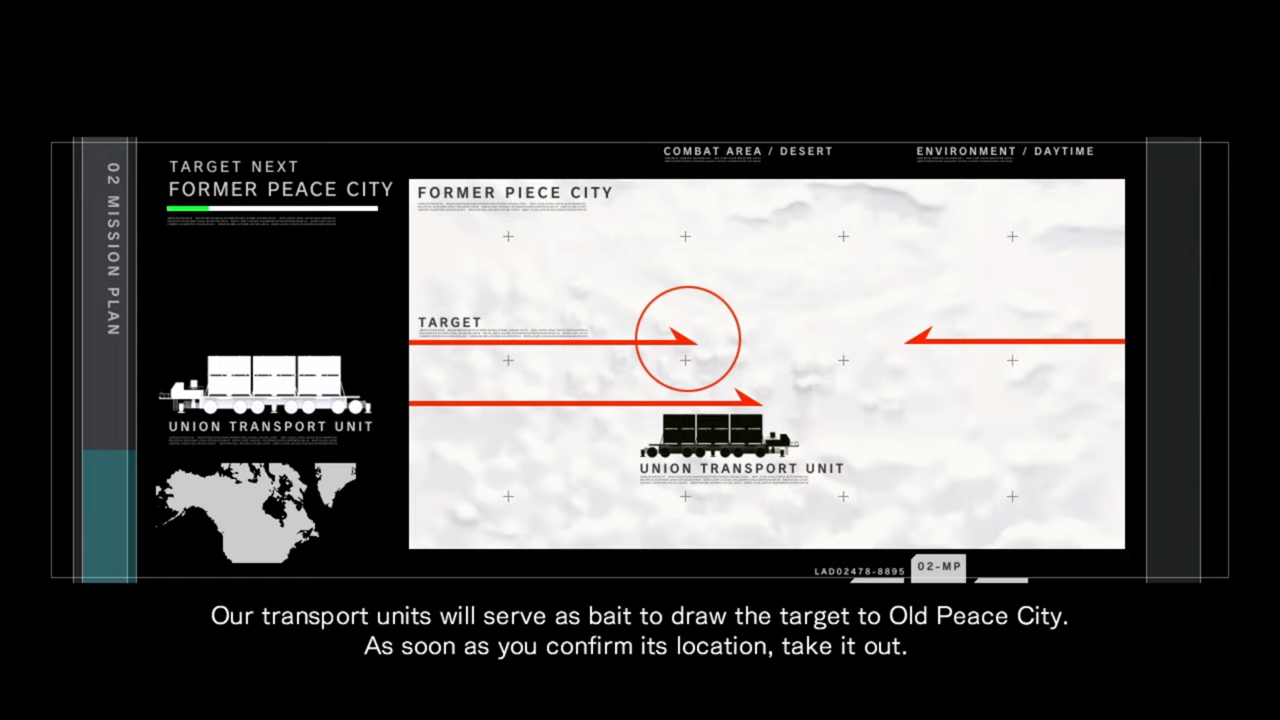 02 MISSION PLAN
TARGET NEXT
FORMER PEACE CITY
COMBAT AREA / DESERT
ENVIRONMENT / DAYTIME
FORMER PIECE CITY
TARGET
UNION TRANSPORT UNIT
UNION TRANSPORT UNIT
LAD02478-8895
02-MP
Our transport units will serve as bait to draw the target to Old Peace City.
As soon as you confirm its location, take it out.